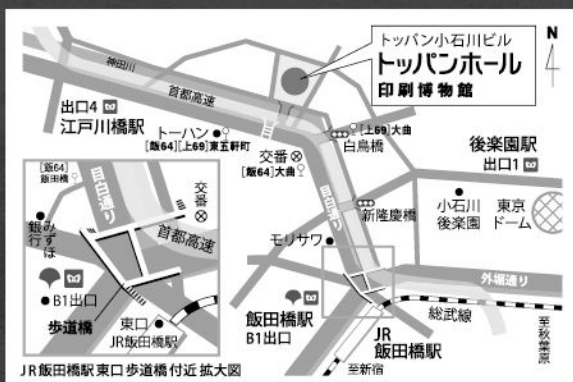 トッパン小石川ビル
トッパンホール
印刷博物館
N
神田川
首都高速
出口4
江戸川橋駅
トーハン
[飯64][上69]東五軒町
[上69]大曲
白鳥橋
交番
[飯64]大曲
後楽園駅
出口1
目白通り
新隆慶橋
小石川
後楽園
東京
ドーム
モリサワ
外堀通り
飯田橋駅
B1出口
JR
飯田橋駅
総武線
至秋葉原
至新宿
[飯64]
飯田橋
目白通り
交番
みずほ
銀行
首都高速
B1出口
歩道橋
東口
JR飯田橋駅
JR飯田橋駅東口歩道橋付近 拡大図